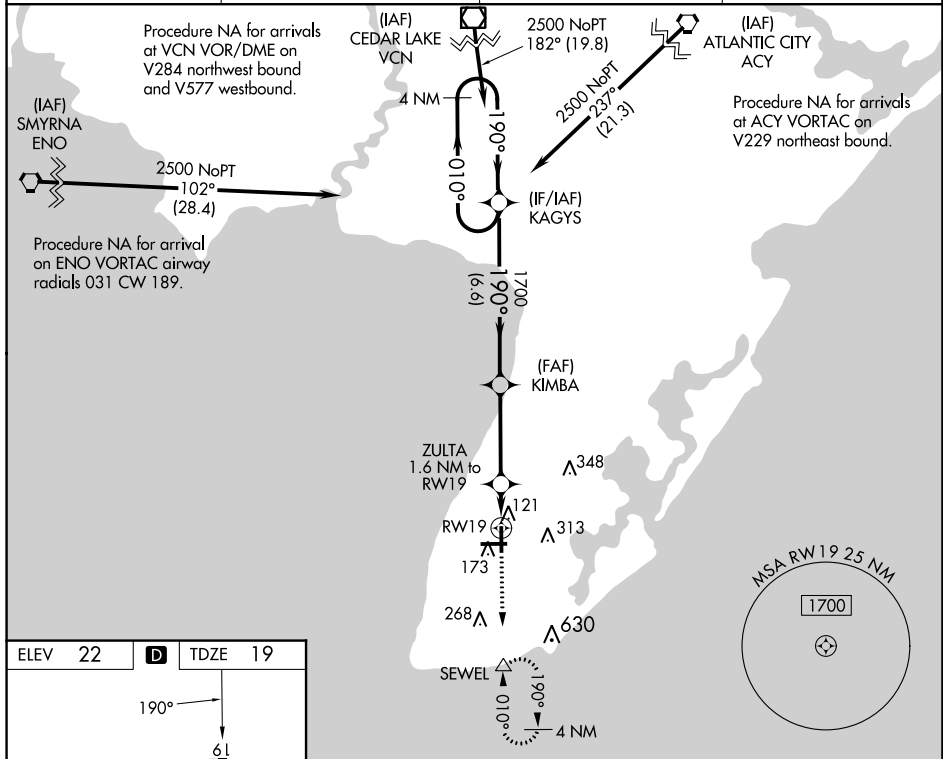 Procedure NA for arrivals
at VCN VOR/DME on
V284 northwest bound
and V577 westbound.
(IAF)
CEDAR LAKE
VCN
2500 NoPT
182° (19.8)
(IAF)
ATLANTIC CITY
ACY
2500 NoPT
237°
(21.3)
Procedure NA for arrivals
at ACY VORTAC on
V229 northeast bound.
4 NM
190°
010°
(IAF)
SMYRNA
ENO
2500 NoPT
102°
(28.4)
Procedure NA for arrival
on ENO VORTAC airway
radials 031 CW 189.
(IF/IAF)
KAGYS
1700
190°
(6.6)
(FAF)
KIMBA
ZULTA
1.6 NM to
RW19
348
121
RW19
313
173
268
630
MSA RW19 25 NM
1700
SEWEL
190°
010°
4 NM
ELEV 22
D
TDZE 19
190°
19